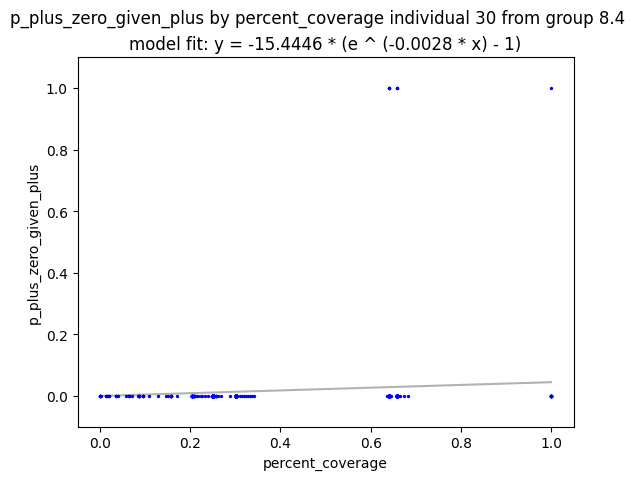 p_plus_zero_given_plus by percent_coverage individual 30 from group 8.4
model fit: y = -15.4446 * (e ^ (-0.0028 * x) - 1)
1.0
0.8
0.6
0.4
0.2
0.0
p_plus_zero_given_plus
0.0 0.2 0.4 0.6 0.8 1.0
percent_coverage